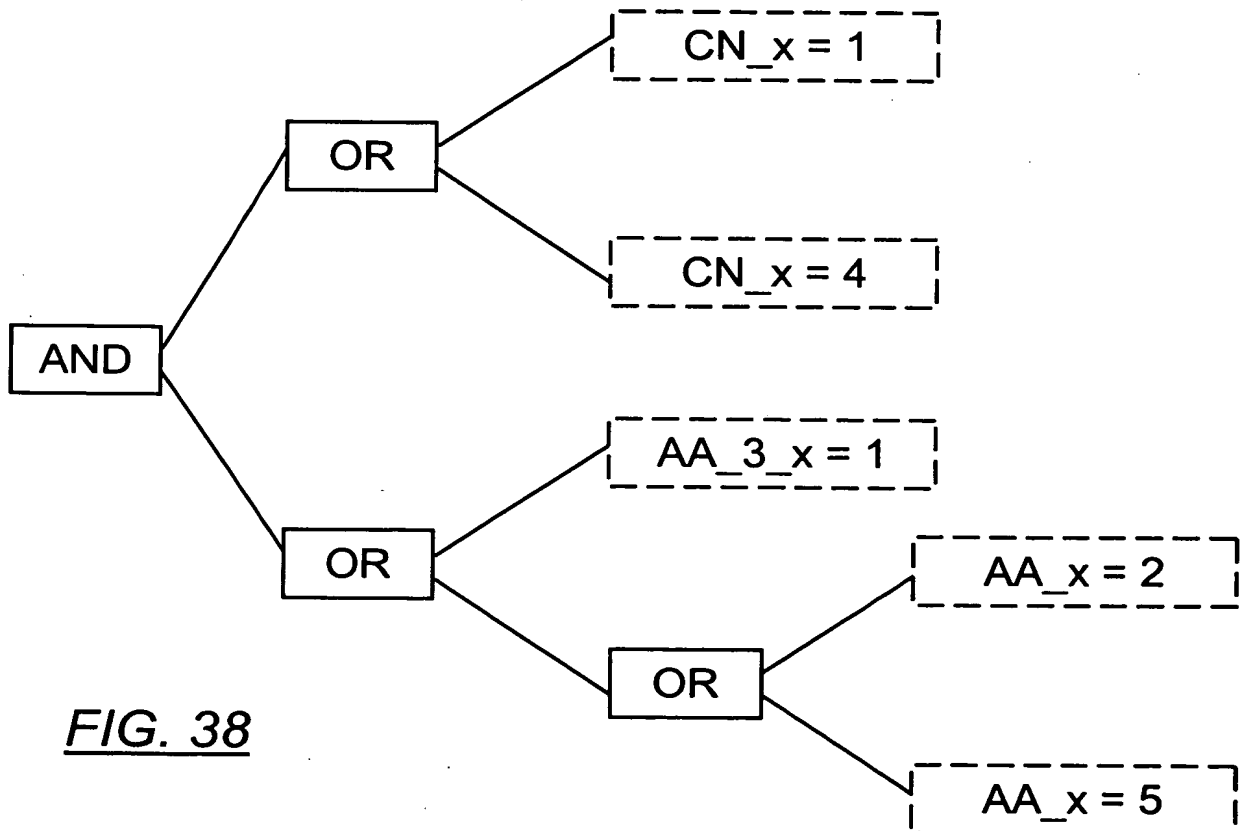 CN_x = 1
OR
CN_x = 4
AND
AA_3_x = 1
OR
AA_x = 2
OR
AA_x = 5
FIG. 38